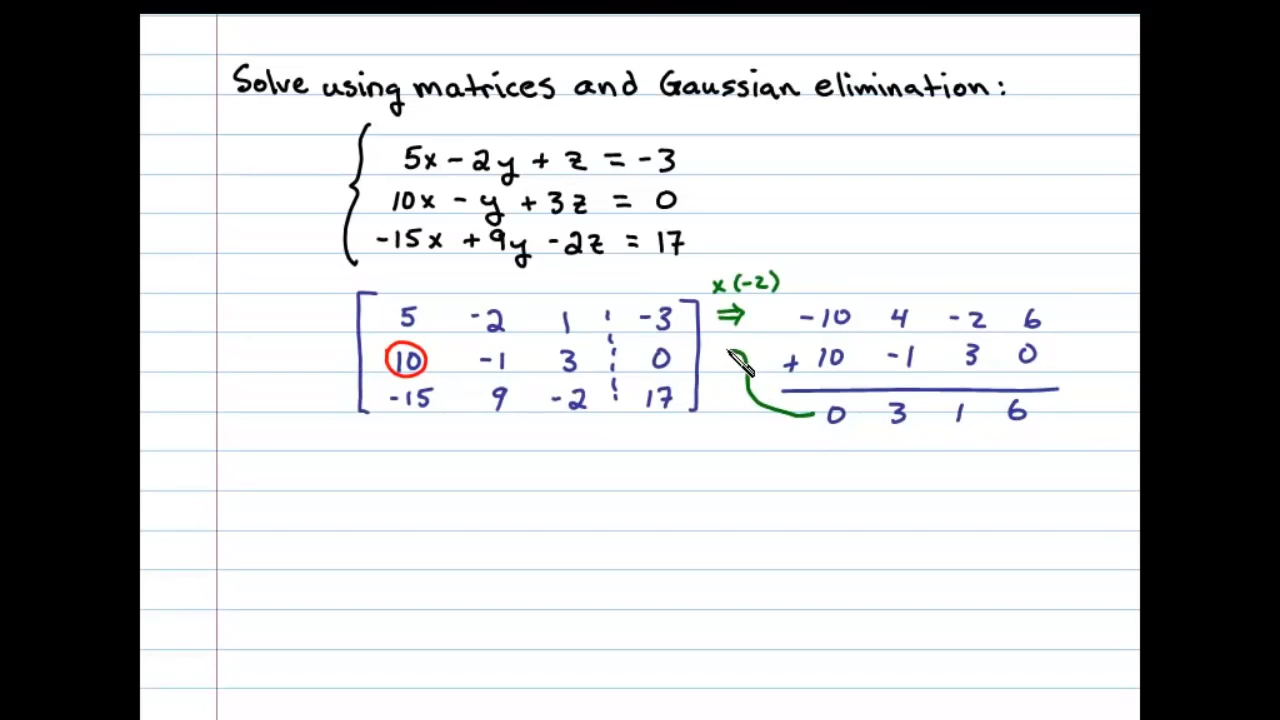 Solve using matrices and Gaussian elimination:
5x - 2y + z = -3
10x - y + 3z = 0
-15x + 9y - 2z = 17
x (-2)
5 -2 1 -3 ⇒ -10 4 -2 6
10 -1 3 0 + 10 -1 3 0
-15 9 -2 17
0 3 1 6